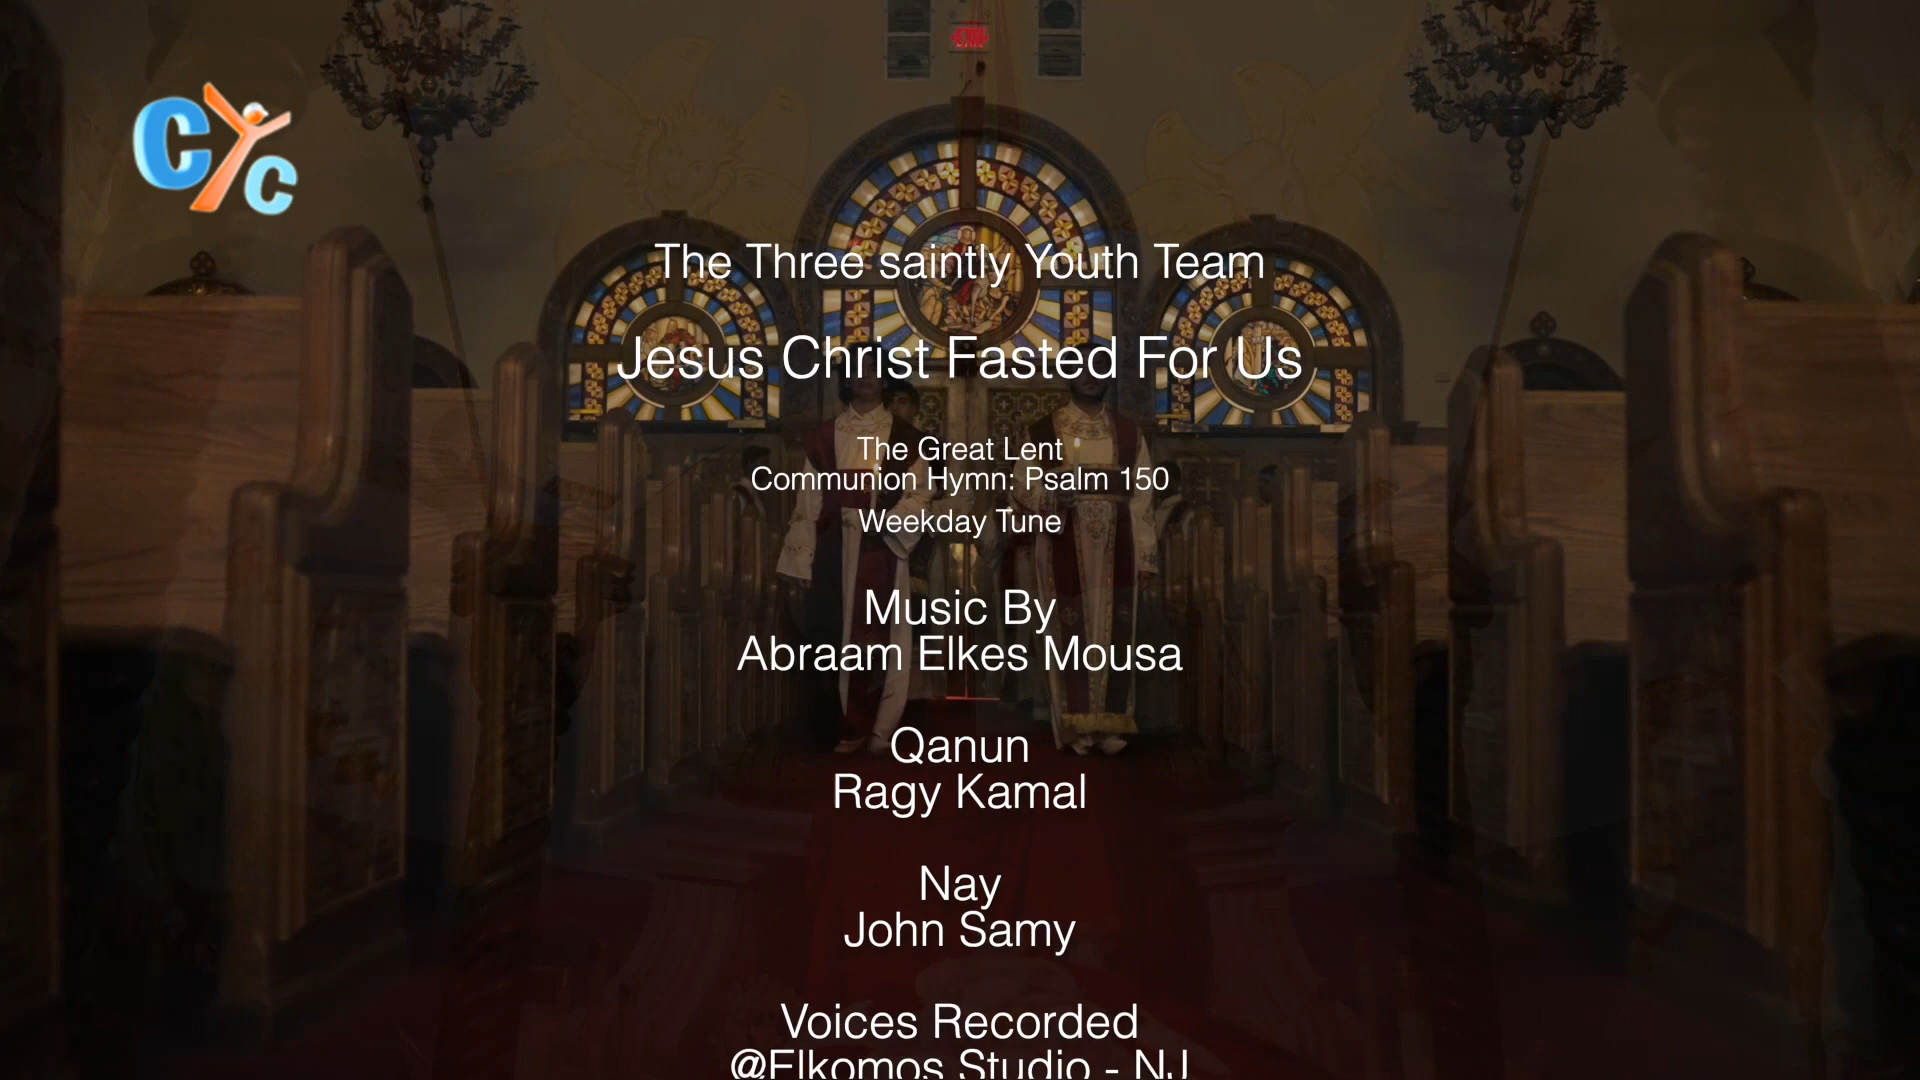 CYC
The Three saintly Youth Team
Jesus Christ Fasted For Us
The Great Lent
Communion Hymn: Psalm 150
Weekday Tune
Music By
Abraam Elkes Mousa
Qanun
Ragy Kamal
Nay
John Samy
Voices Recorded
@Elkomos Studio - NJ